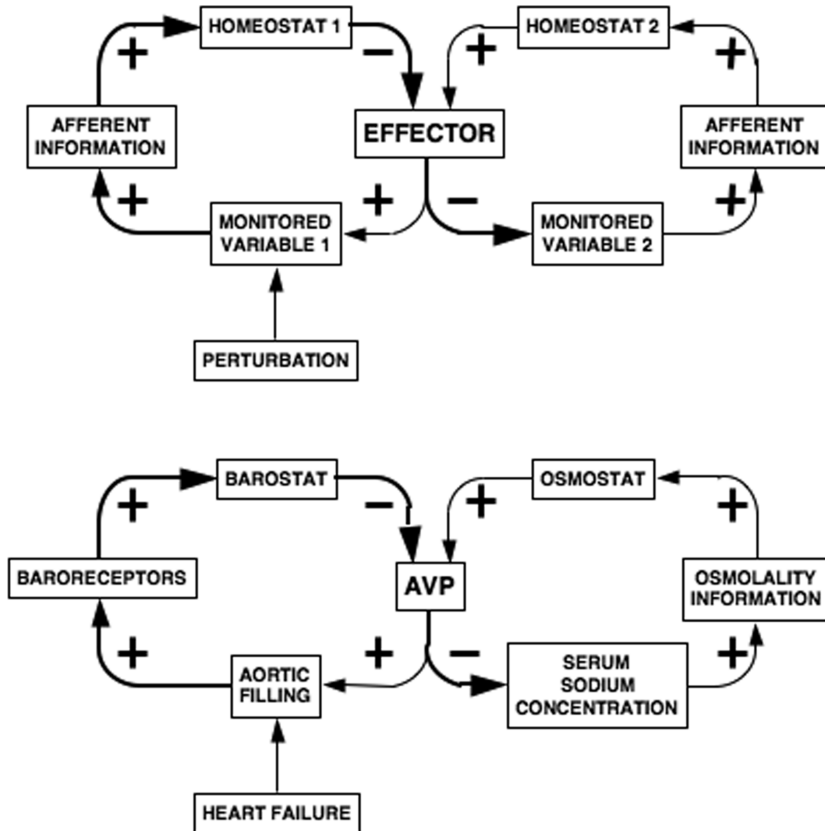 HOMEOSTAT 1
HOMEOSTAT 2
+
−
+
+
AFFERENT
INFORMATION
EFFECTOR
AFFERENT
INFORMATION
+
+
−
+
MONITORED
VARIABLE 1
MONITORED
VARIABLE 2
PERTURBATION
BAROSTAT
OSMOSTAT
+
−
+
+
BARORECEPTORS
AVP
OSMOLALITY
INFORMATION
+
+
−
+
AORTIC
FILLING
SERUM
SODIUM
CONCENTRATION
HEART FAILURE